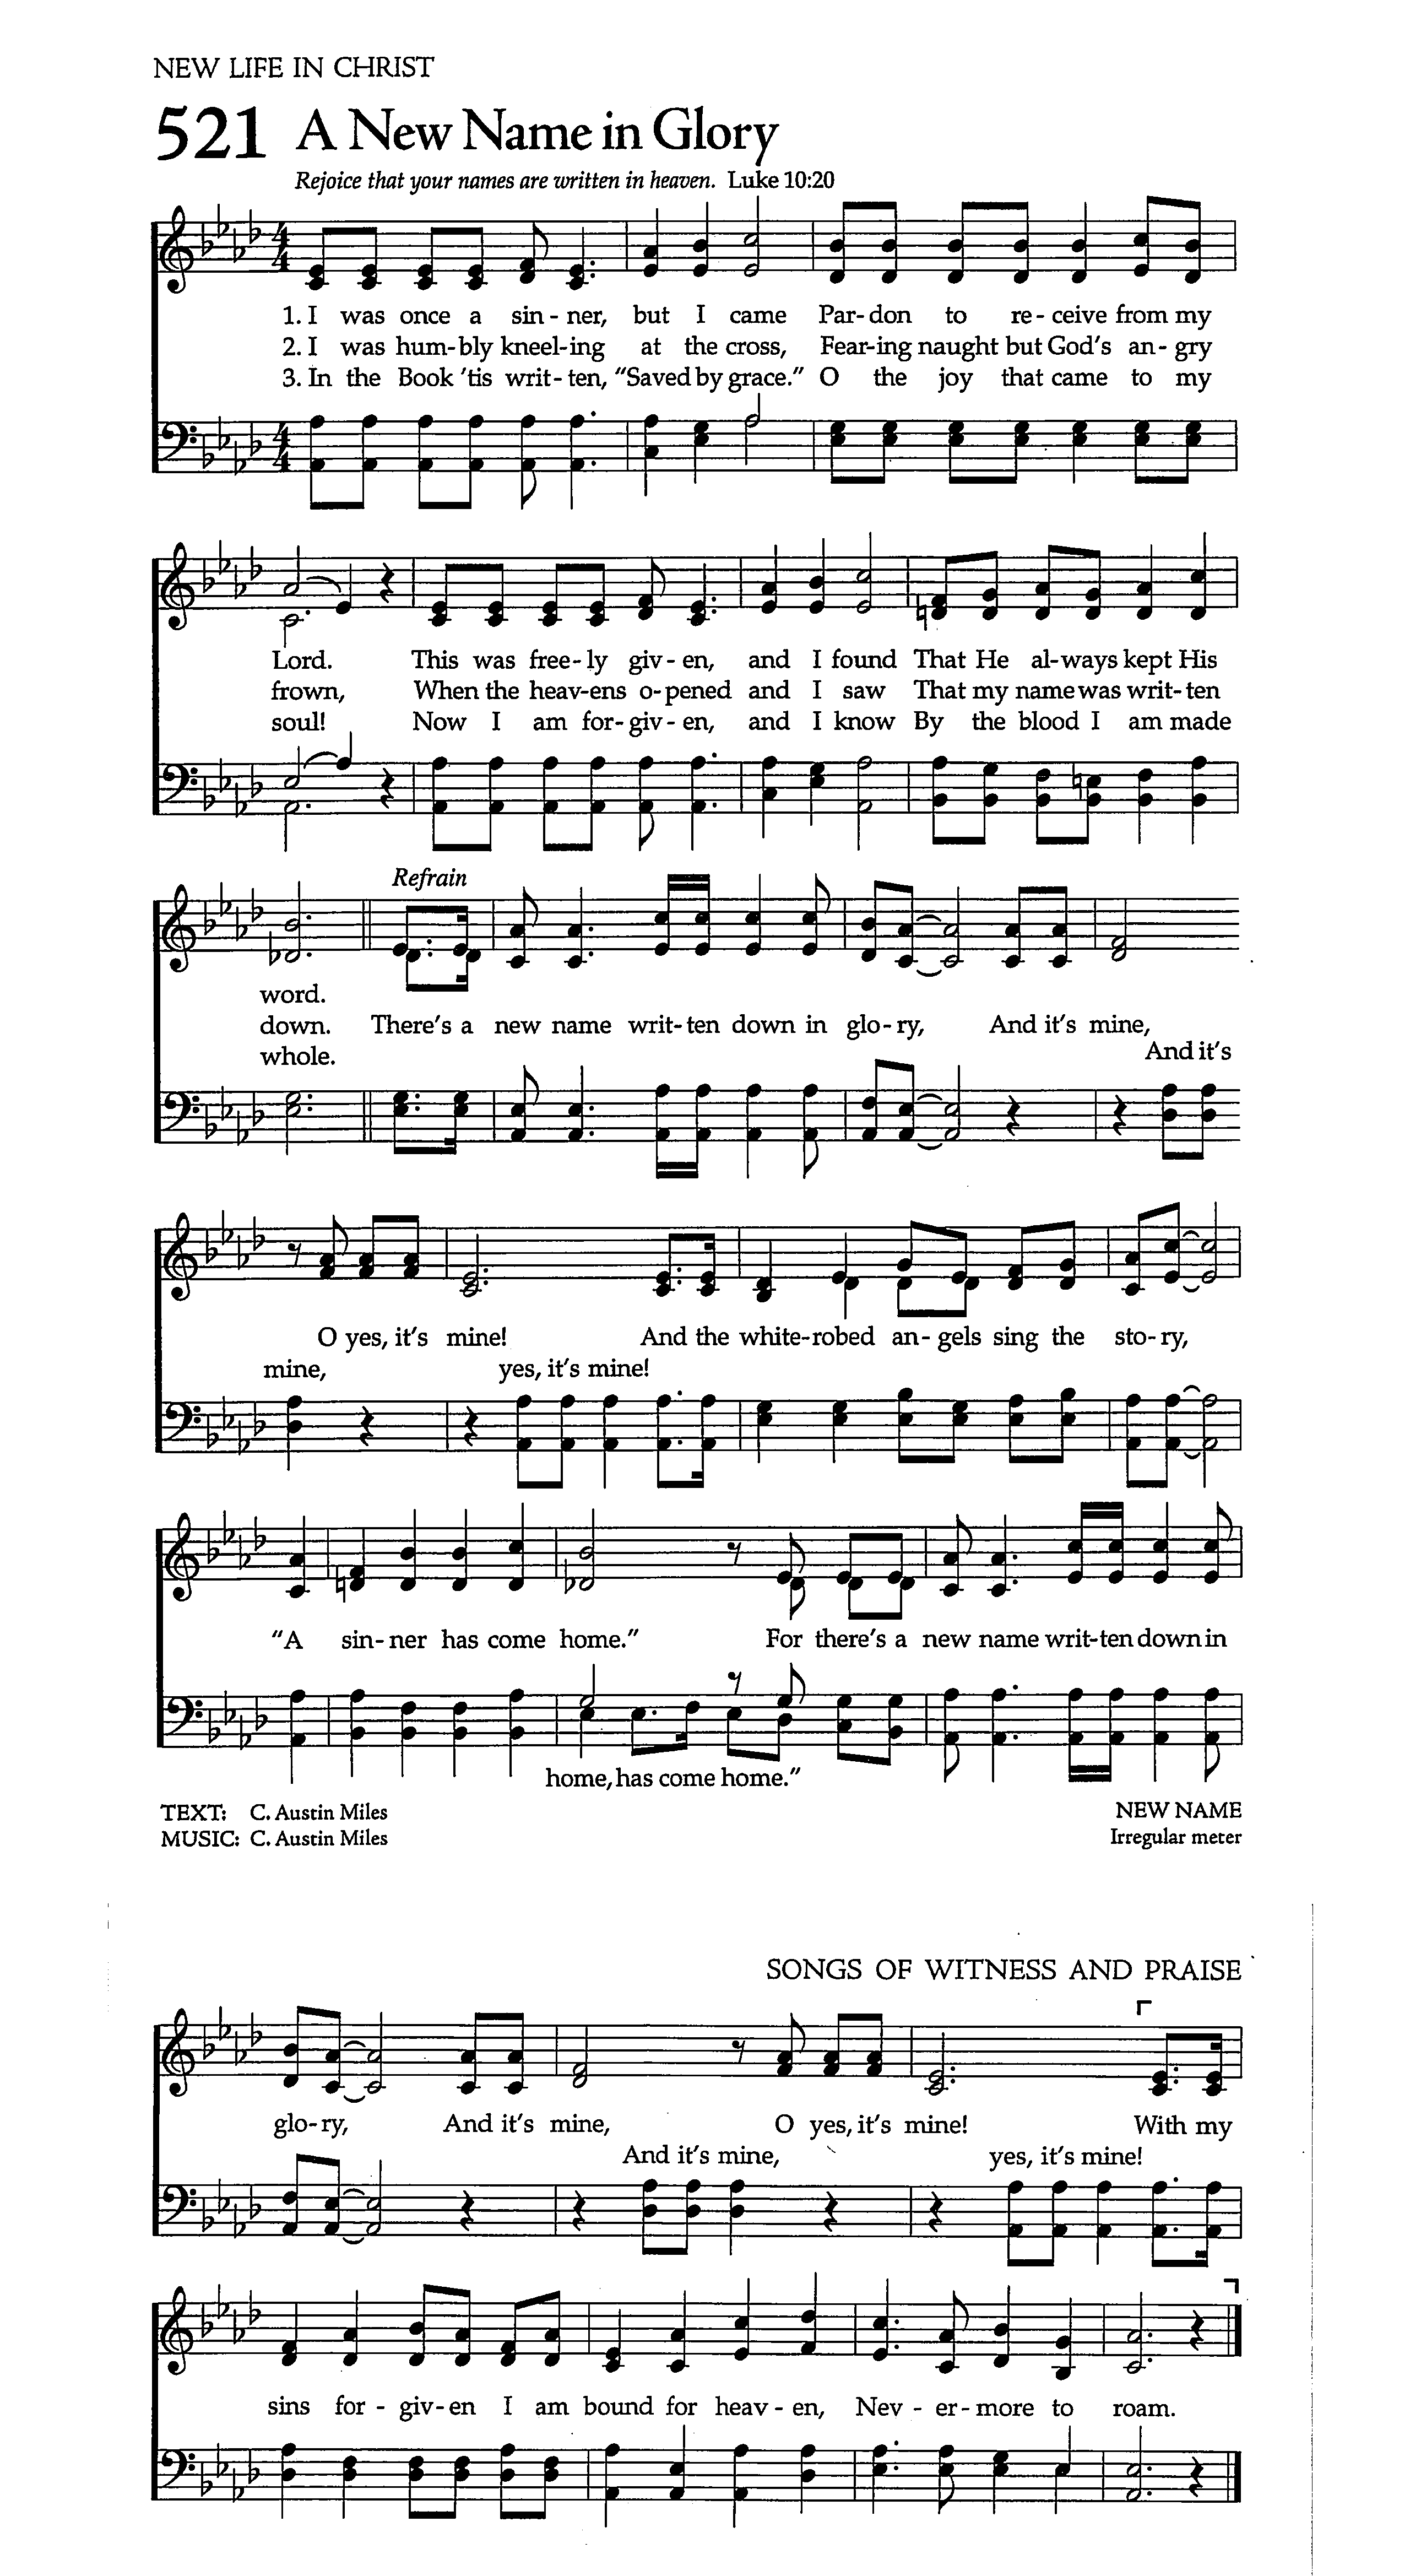 NEW LIFE IN CHRIST
521 A New Name in Glory
Rejoice that your names are written in heaven. Luke 10:20
1. I was once a sin - ner, but I came Par- don to re - ceive from my
2. I was hum-bly kneel-ing at the cross, Fear-ing naught but God's an - gry
3. In the Book 'tis writ - ten, "Saved by grace." O the joy that came to my
Lord. This was free - ly giv - en, and I found That He al-ways kept His
frown, When the heav-ens o-pened and I saw That my name was writ-ten
soul! Now I am for-giv - en, and I know By the blood I am made
Refrain
word.
down. There's a new name writ-ten down in glo - ry, And it's mine,
whole. And it's
O yes, it's mine! And the white-robed an - gels sing the sto - ry,
mine, yes, it's mine!
"A sin - ner has come home." For there's a new name writ-ten down in
home, has come home."
TEXT: C. Austin Miles NEW NAME
MUSIC: C. Austin Miles Irregular meter
SONGS OF WITNESS AND PRAISE
glo - ry, And it's mine, O yes, it's mine! With my
And it's mine, yes, it's mine!
sins for - giv - en I am bound for heav - en, Nev - er - more to roam.